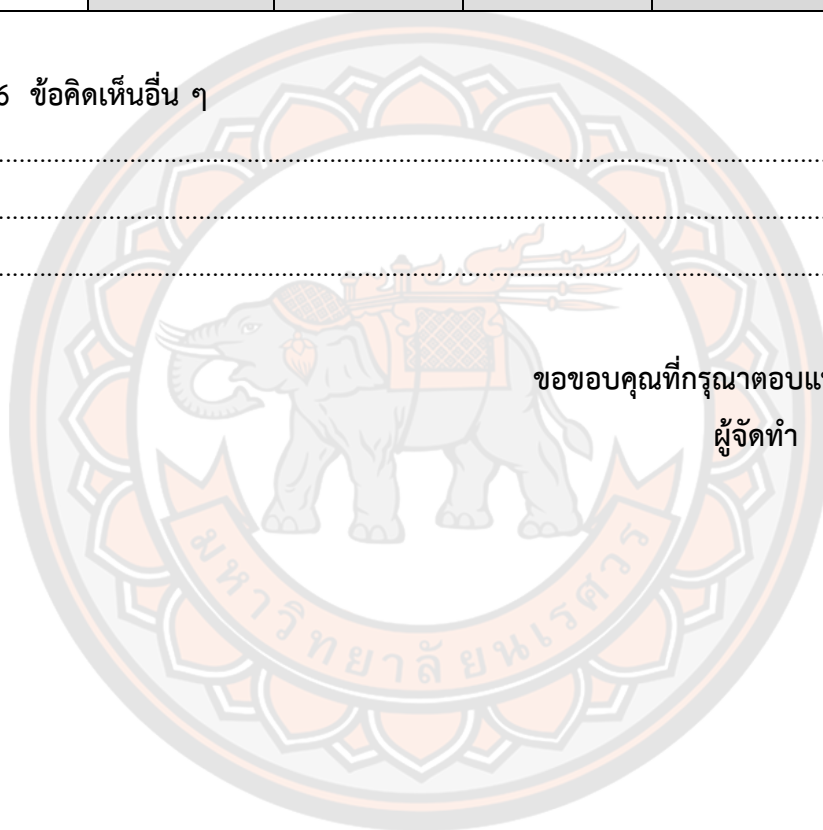 6 ข้อคิดเห็นอื่น ๆ
ขอขอบคุณที่กรุณาตอบแ
ผู้จัดทำ
มหาวิทยาลัยนเรศวร